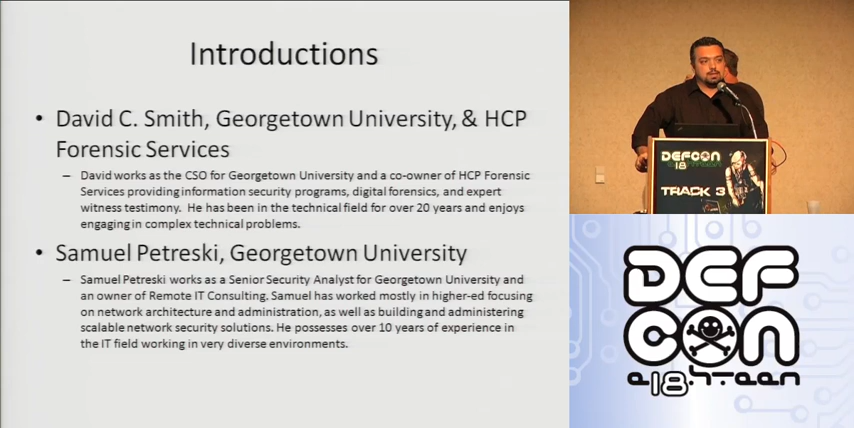 Introductions
• David C. Smith, Georgetown University, & HCP
Forensic Services
– David works as the CSO for Georgetown University and a co-owner of HCP Forensic
Services providing information security programs, digital forensics, and expert
witness testimony. He has been in the technical field for over 20 years and enjoys
engaging in complex technical problems.
• Samuel Petreski, Georgetown University
– Samuel Petreski works as a Senior Security Analyst for Georgetown University and
an owner of Remote IT Consulting. Samuel has worked mostly in higher-ed focusing
on network architecture and administration, as well as building and administering
scalable network security solutions. He possesses over 10 years of experience in
the IT field working in very diverse environments.
DEFCON
18
TRACK 3
DEF
CON
e18h-teen